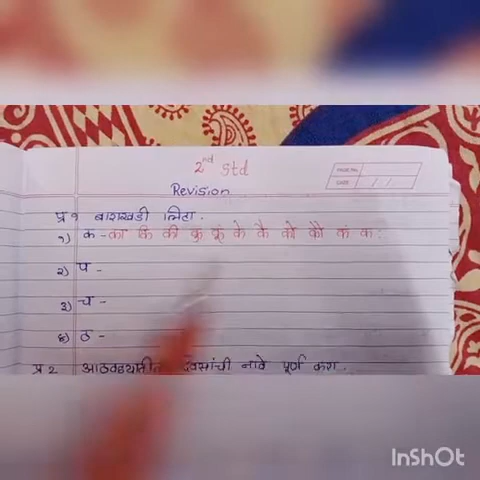 2nd Std
PAGE No.
DATE / /
Revision
प्र १ बाराखडी लिहा.
१) क - का कि की कु कू के कै को कौ कं कः
२) प -
३) च -
४) ठ -
प्र २ आठवड्यातील दिवसांची नावे पूर्ण करा.
InShOt